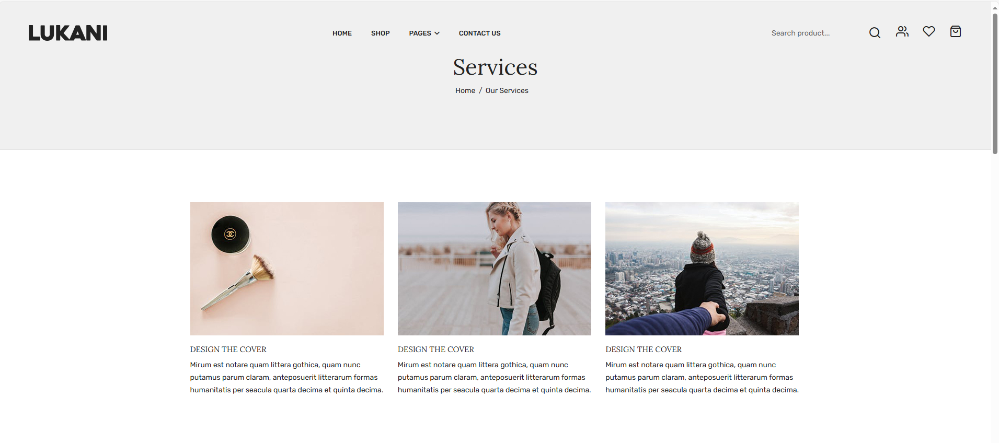 LUKANI
HOME SHOP PAGES CONTACT US
Search product...
Services
Home / Our Services
DESIGN THE COVER
Mirum est notare quam littera gothica, quam nunc
putamus parum claram, anteposuerit litterarum formas
humanitatis per seacula quarta decima et quinta decima.
DESIGN THE COVER
Mirum est notare quam littera gothica, quam nunc
putamus parum claram, anteposuerit litterarum formas
humanitatis per seacula quarta decima et quinta decima.
DESIGN THE COVER
Mirum est notare quam littera gothica, quam nunc
putamus parum claram, anteposuerit litterarum formas
humanitatis per seacula quarta decima et quinta decima.